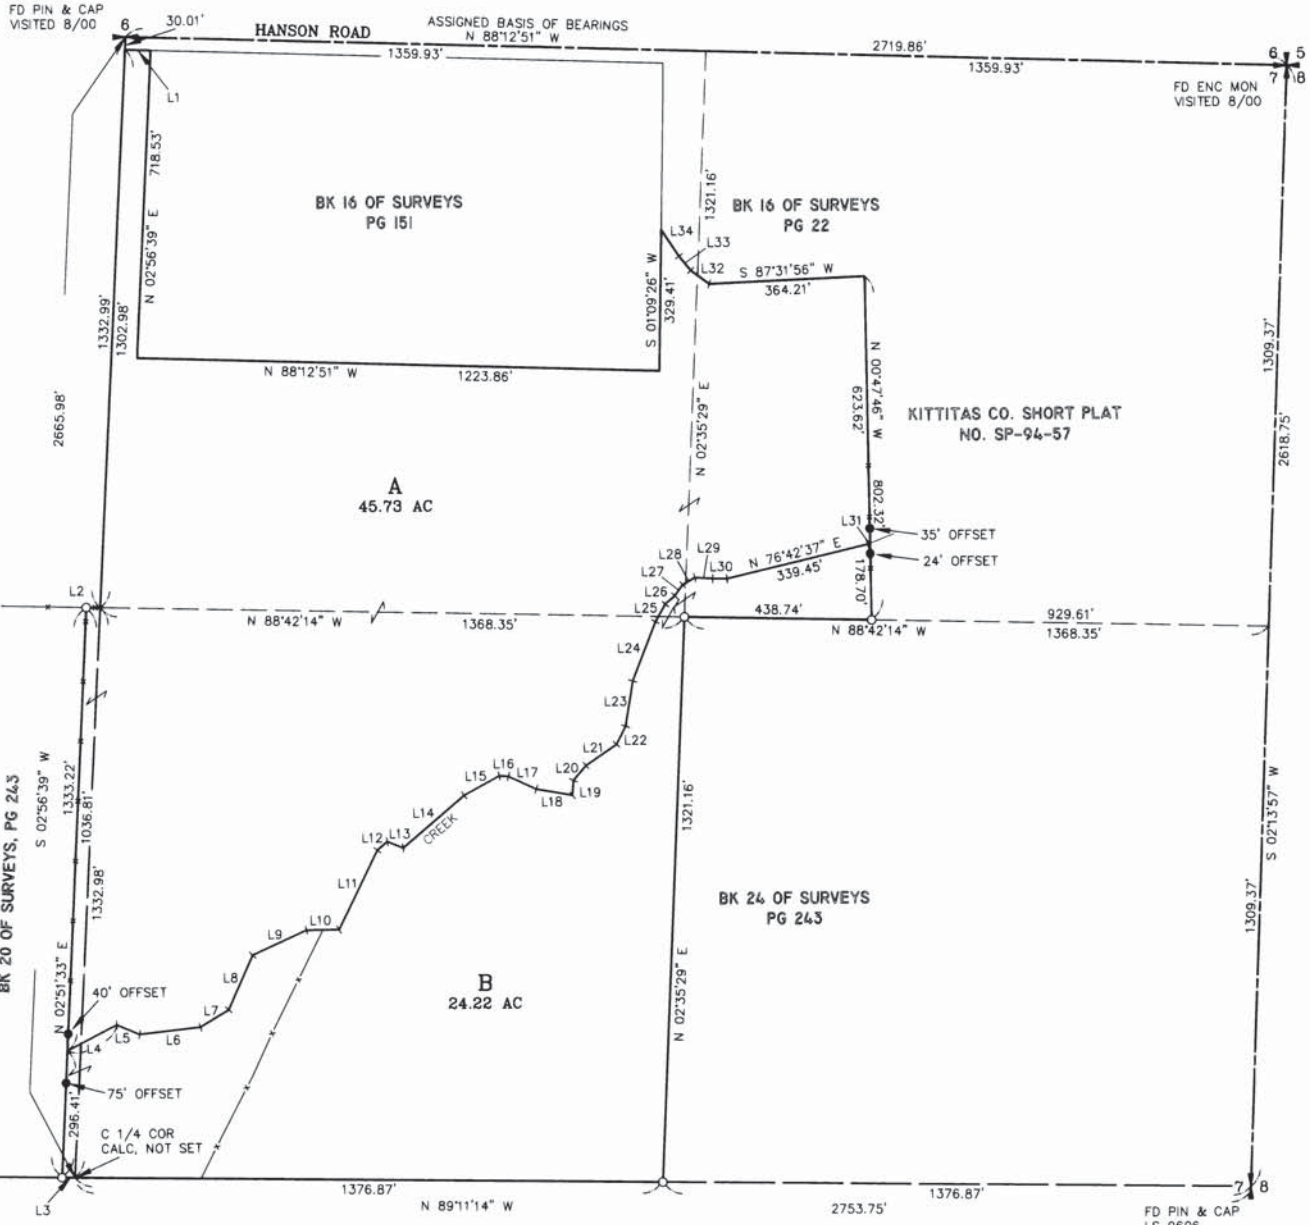 FD PIN & CAP
VISITED 8/00
6
30.01'
HANSON ROAD
ASSIGNED BASIS OF BEARINGS
N 88°12'51" W
2719.86'
1359.93'
1359.93'
6 5
7 8
FD ENC MON
VISITED 8/00
L1
718.53'
N 02°56'39" E
BK 16 OF SURVEYS
PG 151
1321.16'
BK 16 OF SURVEYS
PG 22
L34
L33
L32
S 87°31'56" W
364.21'
S 01°09'26" W
329.41'
1332.99'
1302.98'
2665.98'
N 88°12'51" W
1223.86'
N 02°35'29" E
N 00°47'46" W
623.62'
802.32'
KITTITAS CO. SHORT PLAT
NO. SP-94-57
1309.37'
2618.75'
A
45.73 AC
L31
35' OFFSET
24' OFFSET
N 76°42'37" E
339.45'
178.70'
L28
L29
L30
L27
L26
L25
L2
N 88°42'14" W
1368.35'
438.74'
N 88°42'14" W
929.61'
1368.35'
L24
L23
L22
L21
L20
L19
L18
L17
L16
L15
L14
CREEK
L13
L12
L11
L10
L9
L8
L7
L6
L5
L4
BK 20 OF SURVEYS, PG 243
S 02°56'39" W
1333.22'
1036.81'
1332.98'
N 02°51'33" E
40' OFFSET
75' OFFSET
296.41'
C 1/4 COR
CALC, NOT SET
L3
B
24.22 AC
1321.16'
N 02°35'29" E
BK 24 OF SURVEYS
PG 243
S 02°13'57" W
1309.37'
1376.87'
N 89°11'14" W
1376.87'
2753.75'
7 8
FD PIN & CAP